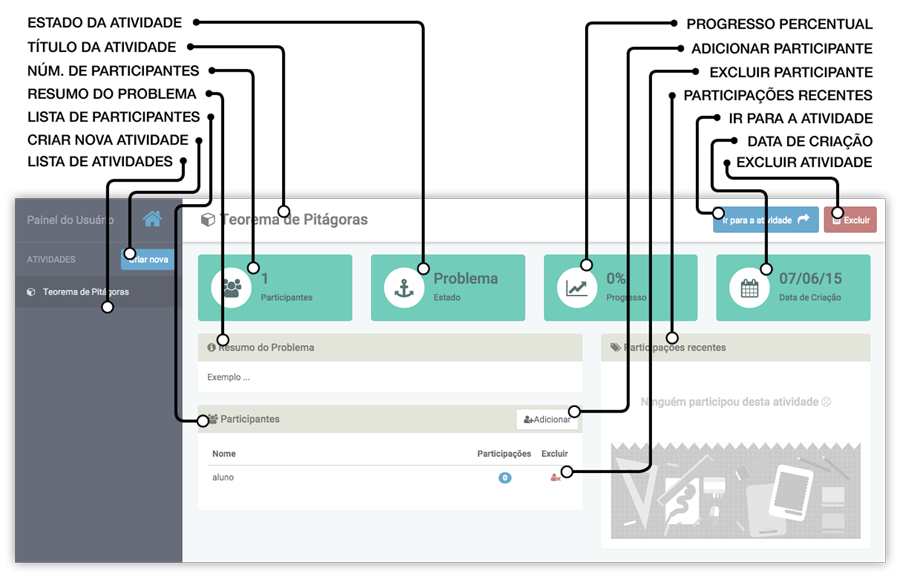 ESTADO DA ATIVIDADE
TÍTULO DA ATIVIDADE
NÚM. DE PARTICIPANTES
RESUMO DO PROBLEMA
LISTA DE PARTICIPANTES
CRIAR NOVA ATIVIDADE
LISTA DE ATIVIDADES
PROGRESSO PERCENTUAL
ADICIONAR PARTICIPANTE
EXCLUIR PARTICIPANTE
PARTICIPAÇÕES RECENTES
IR PARA A ATIVIDADE
DATA DE CRIAÇÃO
EXCLUIR ATIVIDADE
Painel do Usuário
ATIVIDADES
Criar nova
Teorema de Pitágoras
Teorema de Pitágoras
Ir para a atividade
Excluir
1
Participantes
Problema
Estado
0%
Progresso
07/06/15
Data de Criação
Resumo do Problema
Exemplo ...
Participantes
Adicionar
Nome Participações Excluir
aluno 0
Participações recentes
Ninguém participou desta atividade